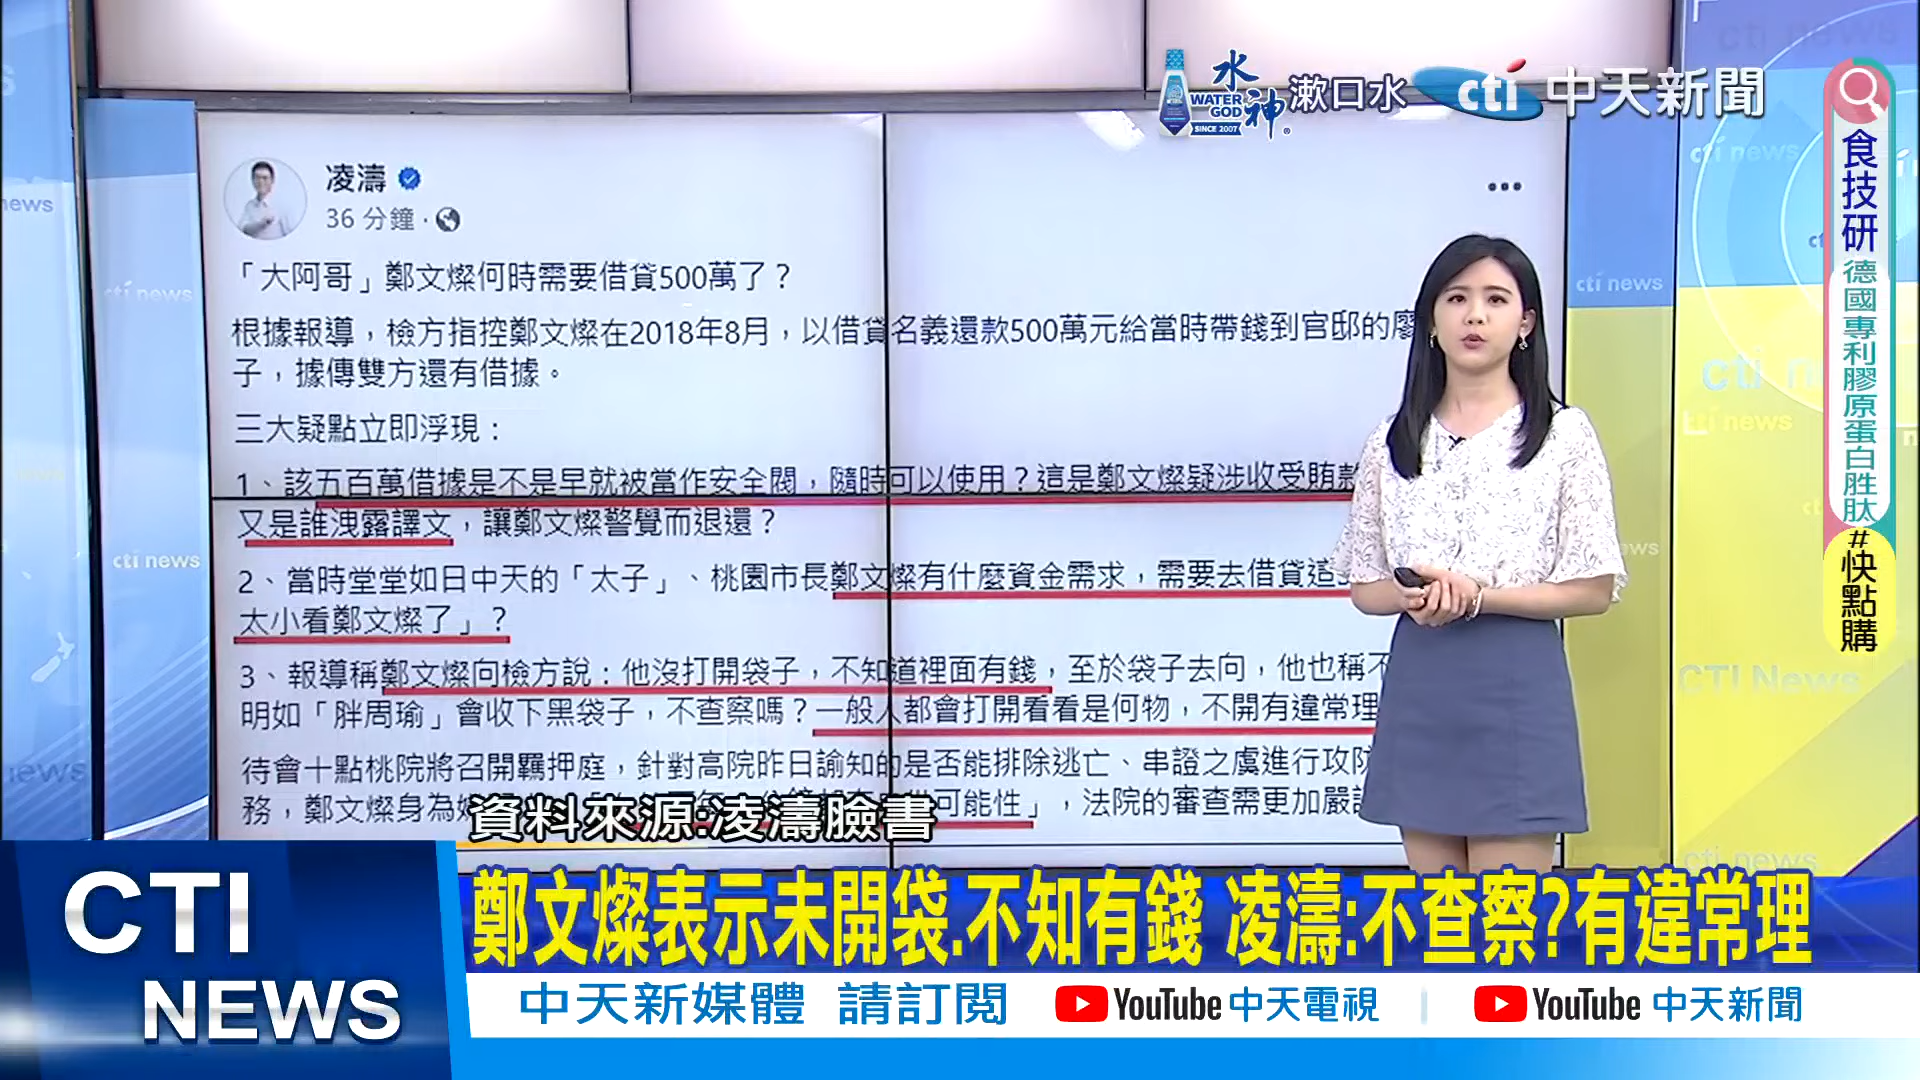 水神
WATER
GOD
SINCE 2007
漱口水
cti 中天新聞
食技研
德國專利膠原蛋白胜肽
#快點購
凌濤
36 分鐘 ·
「大阿哥」鄭文燦何時需要借貸500萬了？
根據報導，檢方指控鄭文燦在2018年8月，以借貸名義還款500萬元給當時帶錢到官邸的廖
子，據傳雙方還有借據。
三大疑點立即浮現：
1、該五百萬借據是不是早就被當作安全閥，隨時可以使用？這是鄭文燦疑涉收受賄款
又是誰洩露譯文，讓鄭文燦警覺而退還？
2、當時堂堂如日中天的「太子」、桃園市長鄭文燦有什麼資金需求，需要去借貸這
太小看鄭文燦了」？
3、報導稱鄭文燦向檢方說：他沒打開袋子，不知道裡面有錢，至於袋子去向，他也稱不
明如「胖周瑜」會收下黑袋子，不查察嗎？一般人都會打開看看是何物，不開有違常理
待會十點桃院將召開羈押庭，針對高院昨日諭知的是否能排除逃亡、串證之虞進行攻防
務，鄭文燦身為
可能性」，法院的審查需更加嚴
資料來源:凌濤臉書
鄭文燦表示未開袋.不知有錢 凌濤:不查察?有違常理
CTI
NEWS
中天新媒體 請訂閱 YouTube 中天電視 | YouTube 中天新聞
cti news
cti news
cti news
cti news
cti news
CTI News
cti news